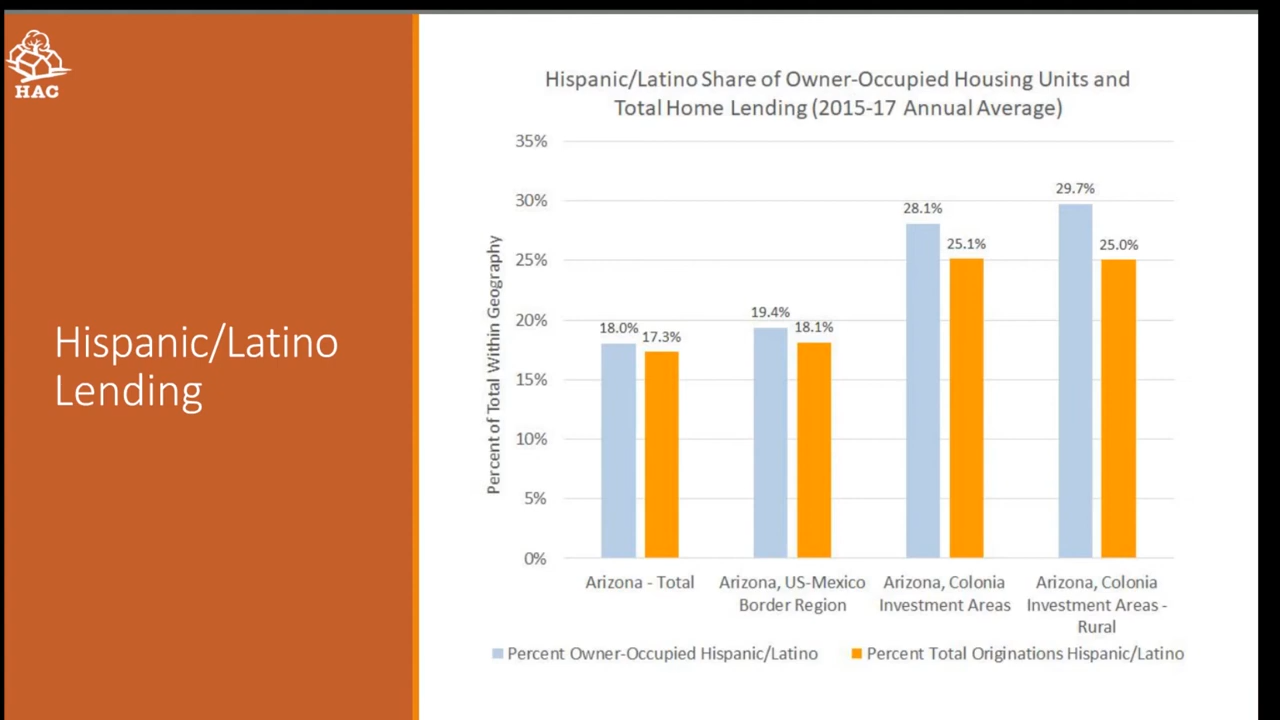 HAC
Hispanic/Latino
Lending
Hispanic/Latino Share of Owner-Occupied Housing Units and
Total Home Lending (2015-17 Annual Average)
Percent of Total Within Geography
35%
30%
25%
20%
15%
10%
5%
0%
18.0%
17.3%
19.4%
18.1%
28.1%
25.1%
29.7%
25.0%
Arizona - Total
Arizona, US-Mexico
Border Region
Arizona, Colonia
Investment Areas
Arizona, Colonia
Investment Areas -
Rural
Percent Owner-Occupied Hispanic/Latino
Percent Total Originations Hispanic/Latino